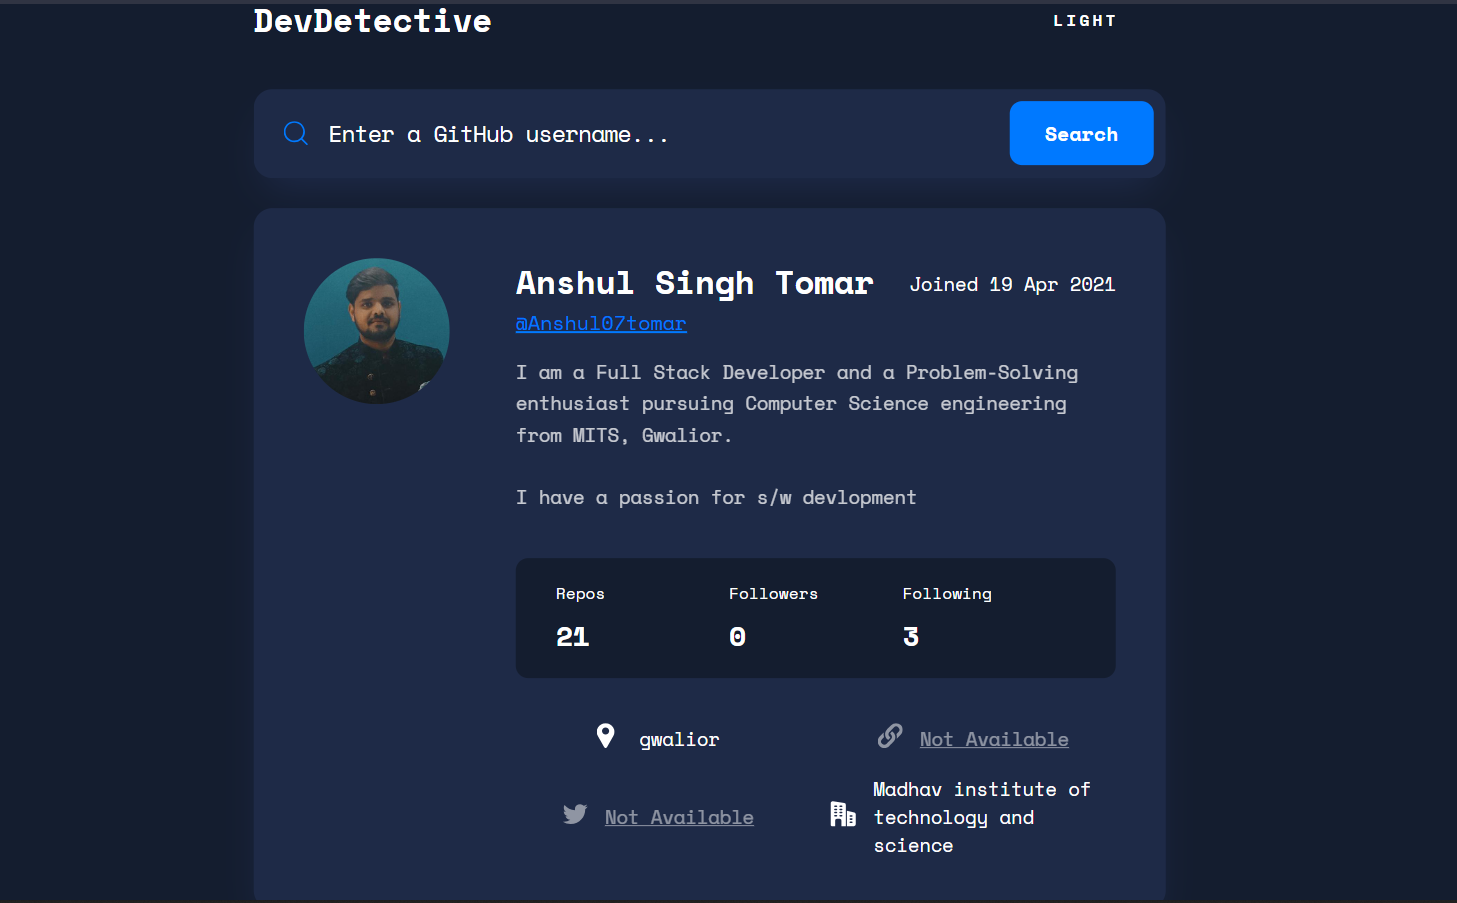 DevDetective
LIGHT
Enter a GitHub username...
Search
Anshul Singh Tomar
Joined 19 Apr 2021
@Anshul07tomar
I am a Full Stack Developer and a Problem-Solving
enthusiast pursuing Computer Science engineering
from MITS, Gwalior.
I have a passion for s/w devlopment
Repos
Followers
Following
21
0
3
gwalior
Not Available
Not Available
Madhav institute of
technology and
science